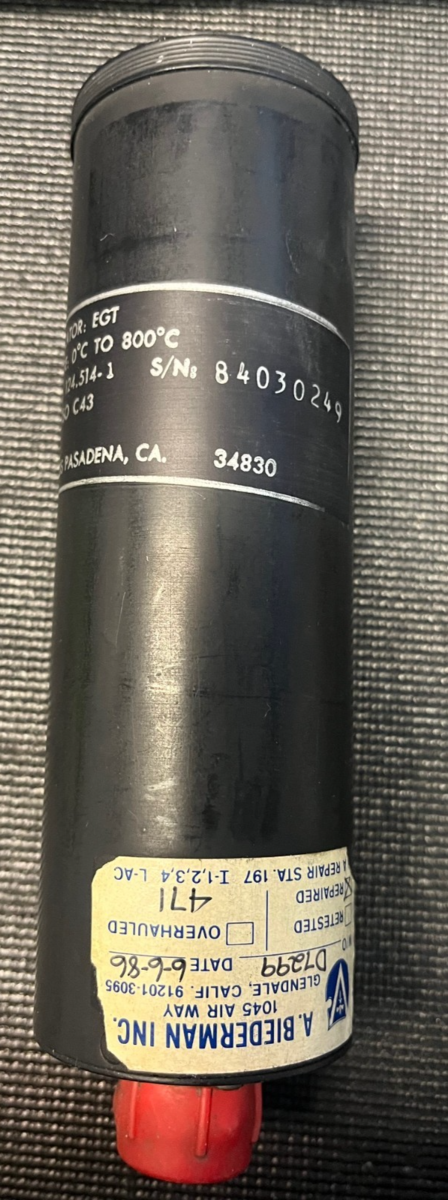 TOR: EGT
0°C TO 800°C
24.514-1 S/N: 84030249
O C43
PASADENA, CA. 34830
A. BIEDERMAN INC.
1045 AIR WAY
GLENDALE, CALIF. 91201-3095
W/O D7299 DATE 6-6-86
RETESTED OVERHAULED
REPAIRED 471
A REPAIR STA. 197 I-1,2,3,4 L-AC